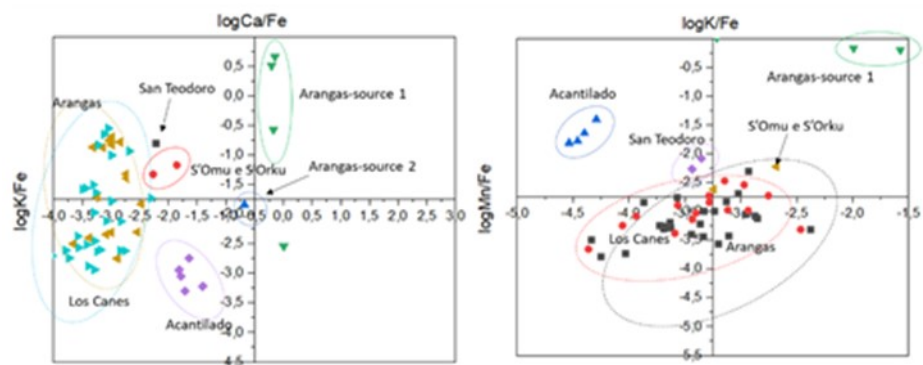 logCa/Fe
logK/Fe
0,5
0,0
-0,5
-1,0
-1,5
-4,0 -3,5 -3,0 -2,5 -2,0 -1,5 -1,0 -0,5 0,0 0,5 1,0 1,5 2,0 2,5 3,0
-2,5
-3,0
-3,5
-4,0
4,5
Arangas
San Teodoro
S'Omu e S'Orku
Arangas-source 1
Arangas-source 2
Los Canes
Acantilado
logK/Fe
logMn/Fe
-0,5
-1,0
-1,5
-2,0
-2,5
-5,0 -4,5 -4,0 -3,5 -2,5 -2,0 -1,5
-3,5
-4,0
-4,5
-5,0
5,5
Acantilado
San Teodoro
Arangas-source 1
S'Omu e S'Orku
Los Canes
Arangas